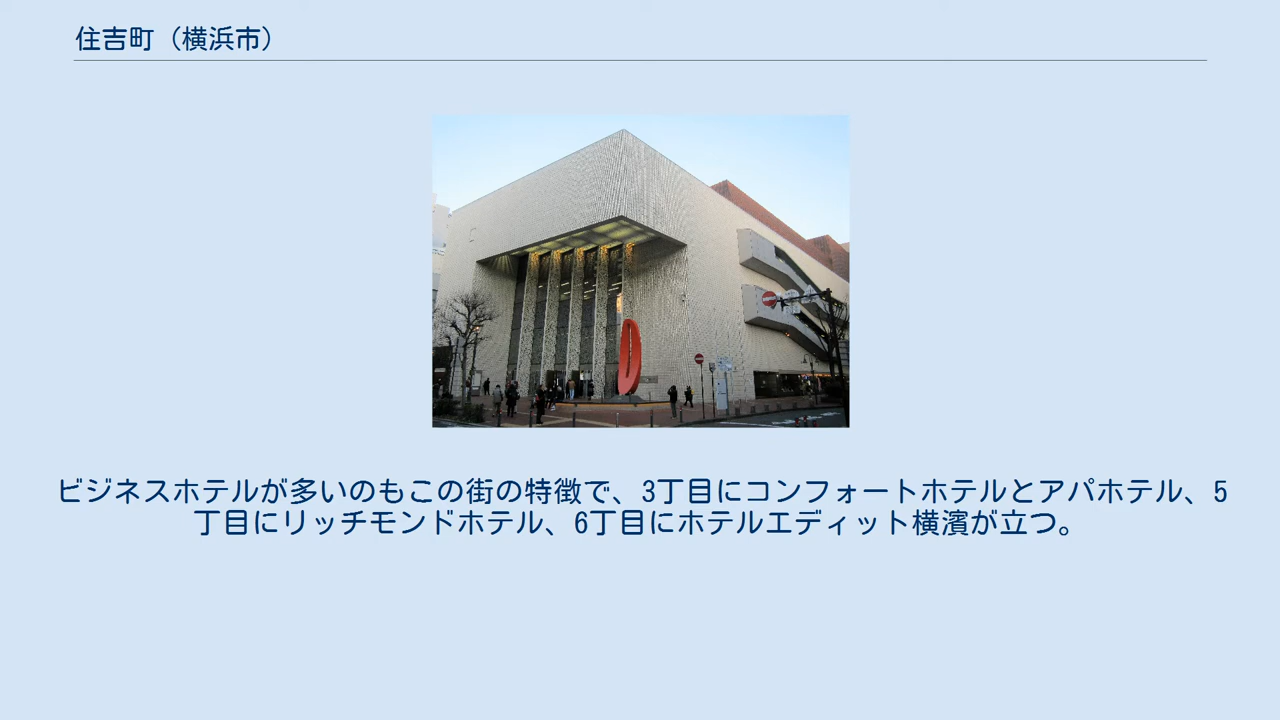 住吉町（横浜市）
ビジネスホテルが多いのもこの街の特徴で、3丁目にコンフォートホテルとアパホテル、5
丁目にリッチモンドホテル、6丁目にホテルエディット横濱が立つ。